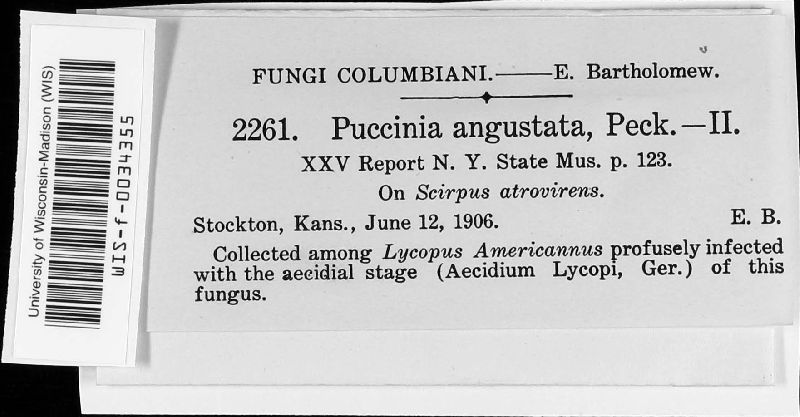 FUNGI COLUMBIANI.——E. Bartholomew.
2261. Puccinia angustata, Peck.—II.
XXV Report N. Y. State Mus. p. 123.
On Scirpus atrovirens.
Stockton, Kans., June 12, 1906. E. B.
Collected among Lycopus Americannus profusely infected
with the aecidial stage (Aecidium Lycopi, Ger.) of this
fungus.
University of Wisconsin-Madison (WIS)
WIS-f-0034355